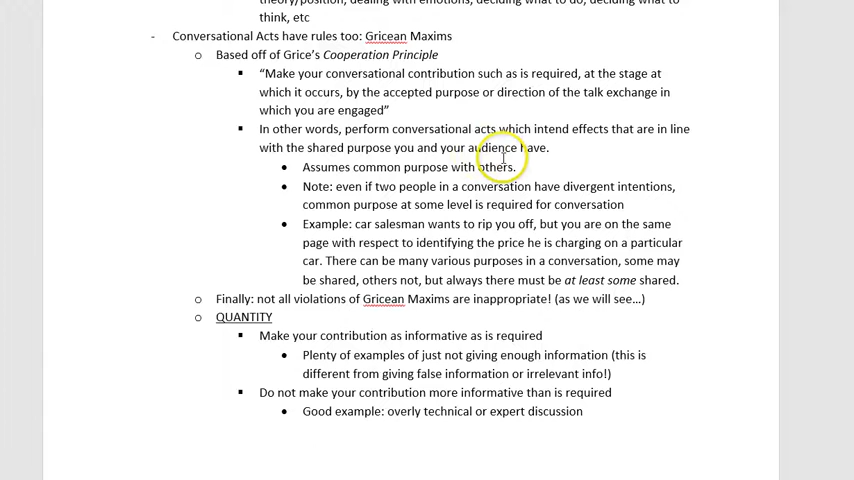 theory/position, dealing with emotions, deciding what to do, deciding what to
think, etc
- Conversational Acts have rules too: Gricean Maxims
o Based off of Grice's Cooperation Principle
▪ “Make your conversational contribution such as is required, at the stage at
which it occurs, by the accepted purpose or direction of the talk exchange in
which you are engaged”
▪ In other words, perform conversational acts which intend effects that are in line
with the shared purpose you and your audience have.
• Assumes common purpose with others.
• Note: even if two people in a conversation have divergent intentions,
common purpose at some level is required for conversation
• Example: car salesman wants to rip you off, but you are on the same
page with respect to identifying the price he is charging on a particular
car. There can be many various purposes in a conversation, some may
be shared, others not, but always there must be at least some shared.
o Finally: not all violations of Gricean Maxims are inappropriate! (as we will see…)
o QUANTITY
▪ Make your contribution as informative as is required
• Plenty of examples of just not giving enough information (this is
different from giving false information or irrelevant info!)
▪ Do not make your contribution more informative than is required
• Good example: overly technical or expert discussion